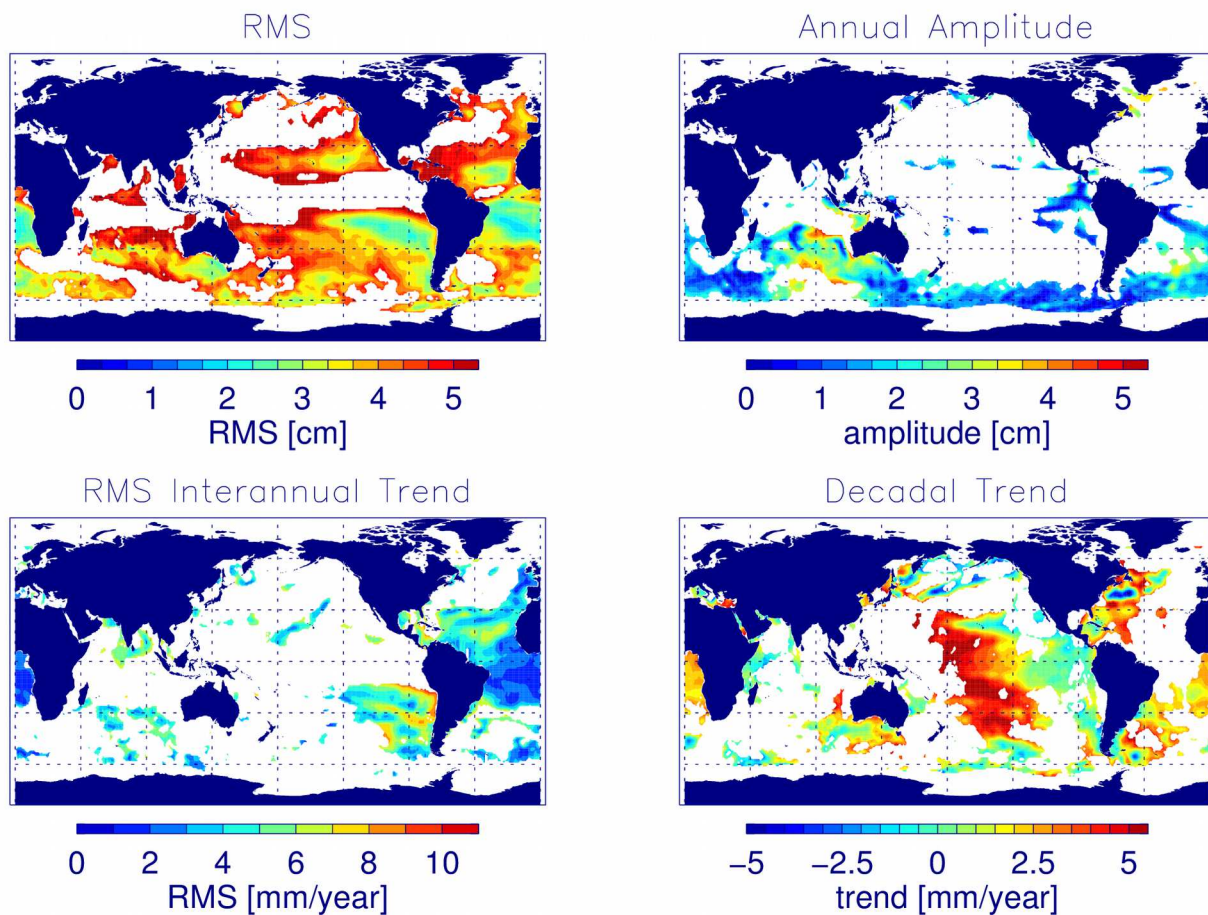 RMS
Annual Amplitude
0 1 2 3 4 5
RMS [cm]
0 1 2 3 4 5
amplitude [cm]
RMS Interannual Trend
Decadal Trend
0 2 4 6 8 10
RMS [mm/year]
−5 −2.5 0 2.5 5
trend [mm/year]